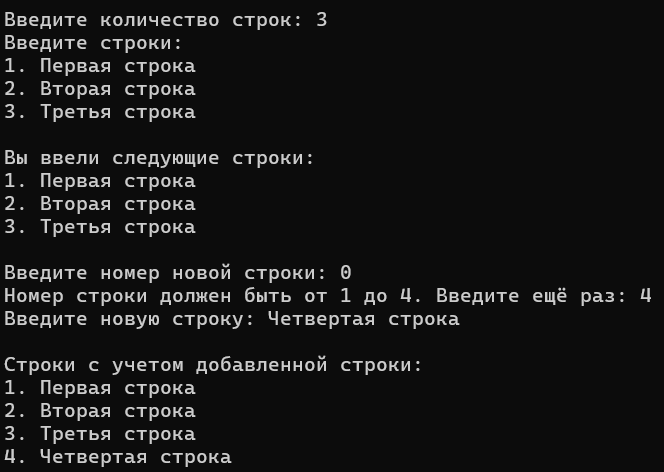 Введите количество строк: 3
Введите строки:
1. Первая строка
2. Вторая строка
3. Третья строка
Вы ввели следующие строки:
1. Первая строка
2. Вторая строка
3. Третья строка
Введите номер новой строки: 0
Номер строки должен быть от 1 до 4. Введите ещё раз: 4
Введите новую строку: Четвертая строка
Строки с учетом добавленной строки:
1. Первая строка
2. Вторая строка
3. Третья строка
4. Четвертая строка